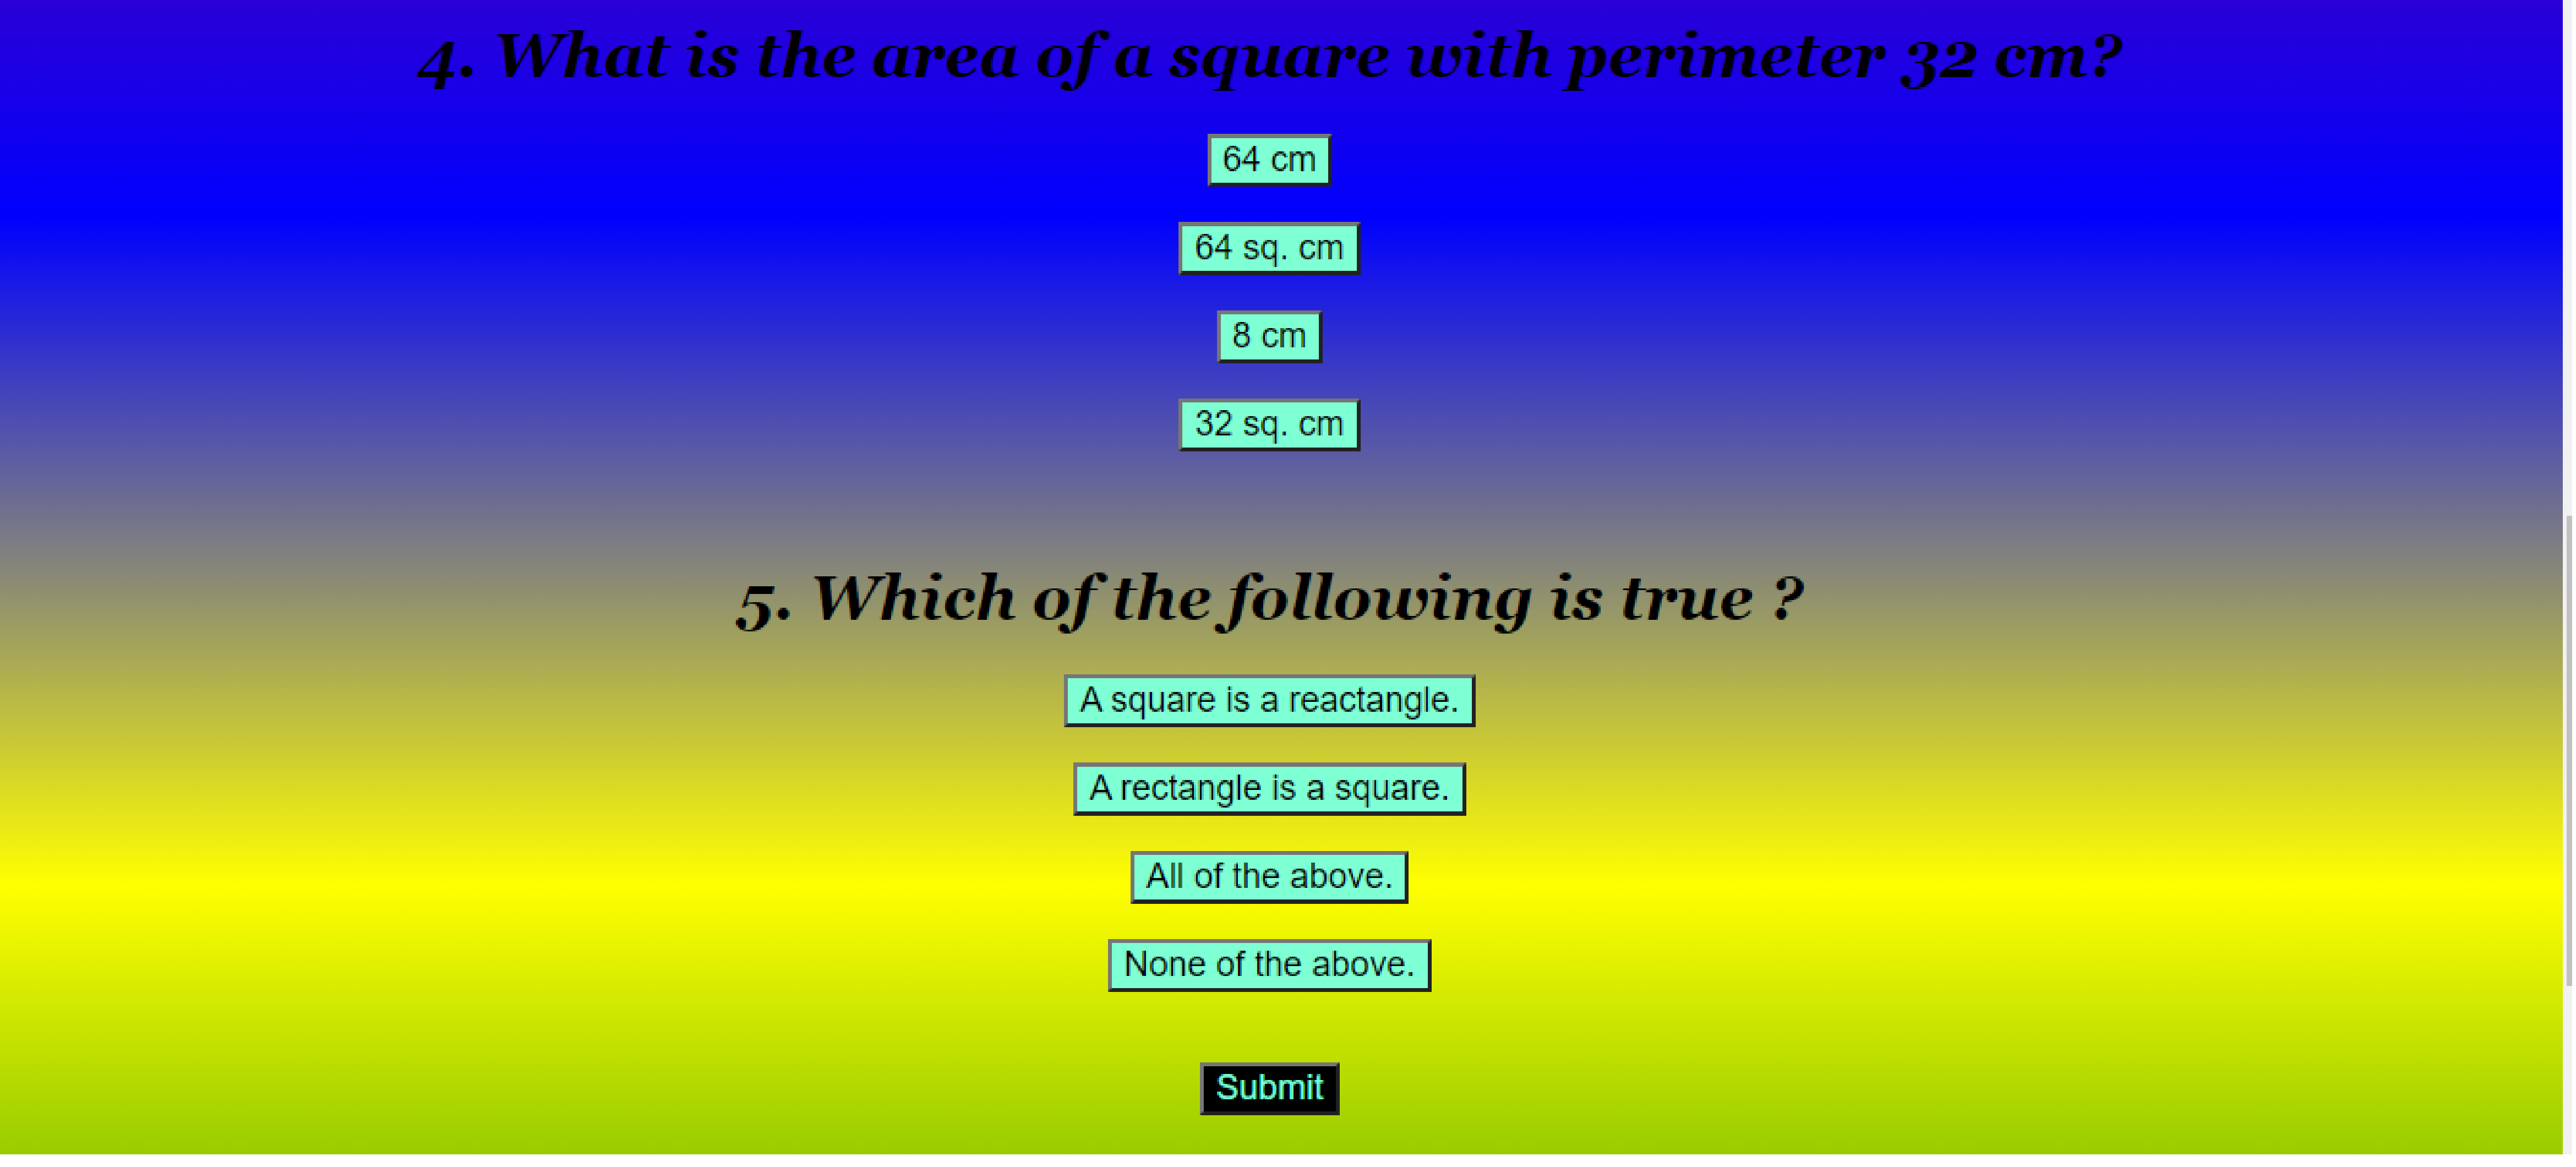 4. What is the area of a square with perimeter 32 cm?
64 cm
64 sq. cm
8 cm
32 sq. cm
5. Which of the following is true ?
A square is a reactangle.
A rectangle is a square.
All of the above.
None of the above.
Submit